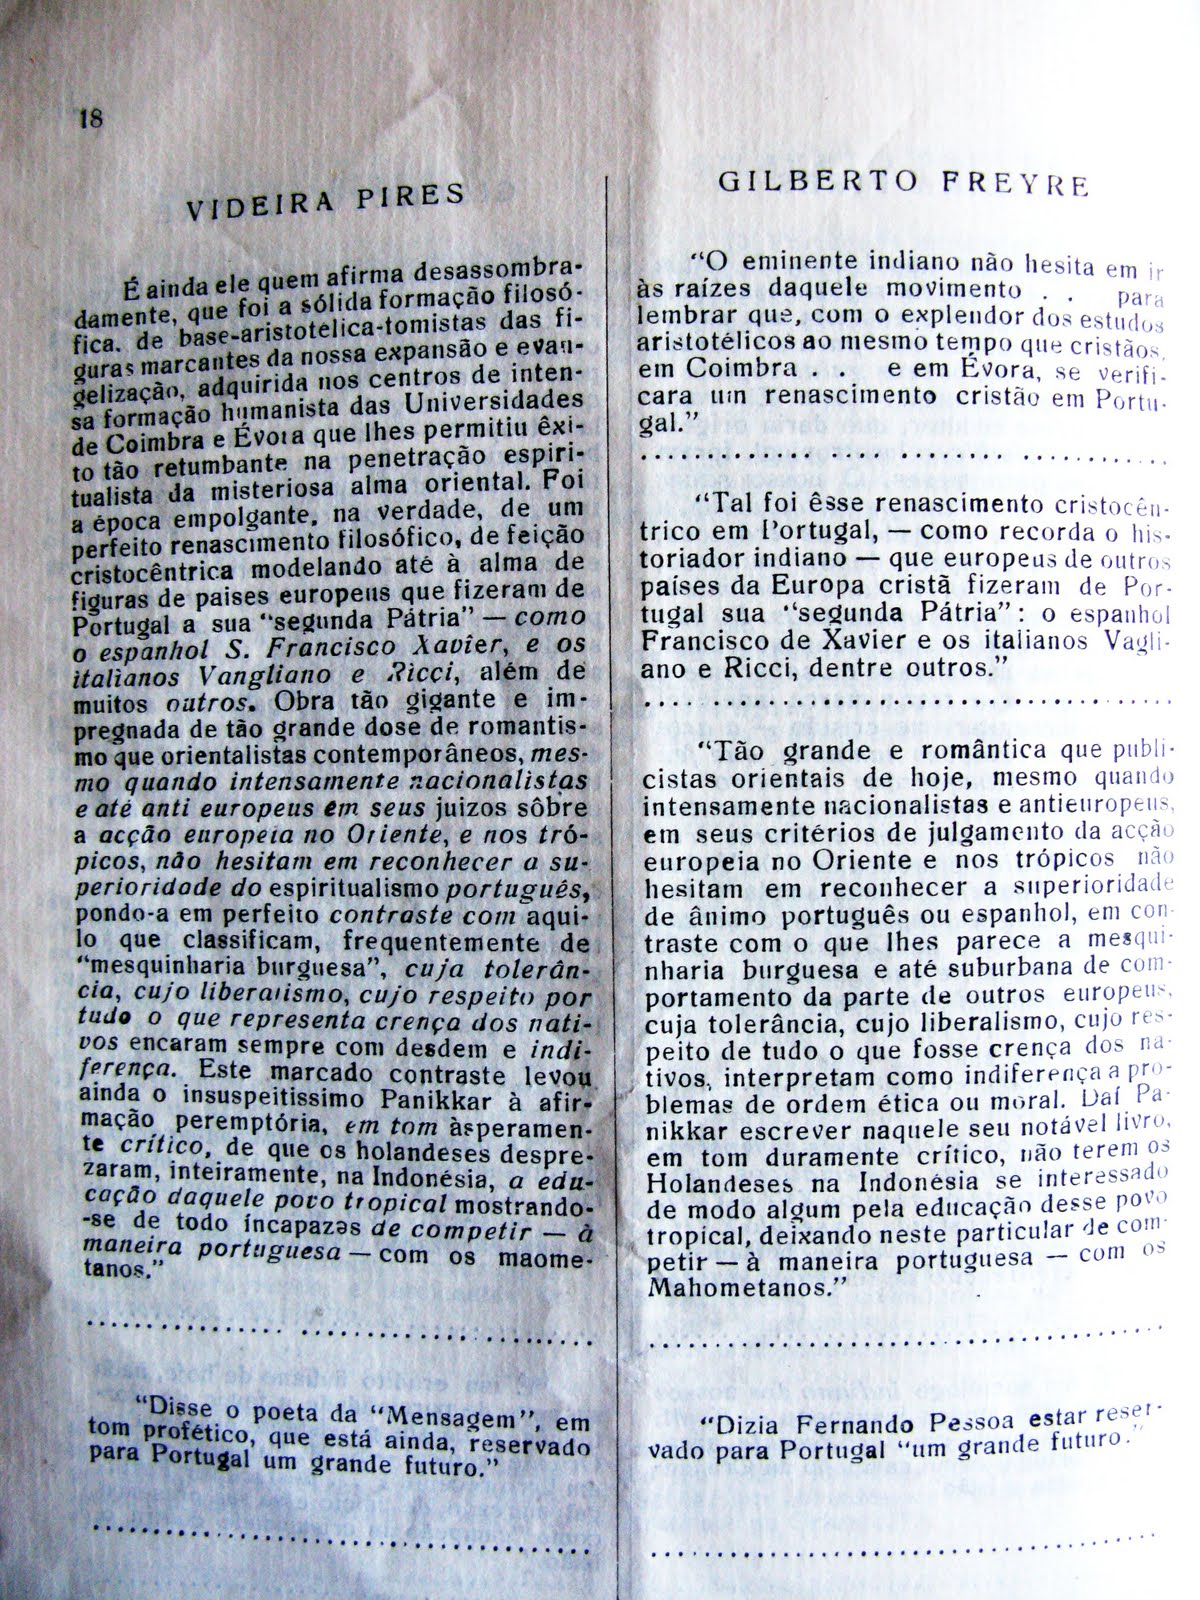 18
VIDEIRA PIRES
É ainda ele quem afirma desassombra-
damente, que foi a sólida formação filosó-
fica. de base-aristotelica-tomistas das fi-
guras marcantes da nossa expansão e evan-
gelização, adquirida nos centros de inten-
sa formação humanista das Universidades
de Coimbra e Évora que lhes permitiu êxi-
to tão retumbante na penetração espiri-
tualista da misteriosa alma oriental. Foi
a época empolgante, na verdade, de um
perfeito renascimento filosófico, de feição
cristocêntrica modelando até à alma de
figuras de paises europeus que fizeram de
Portugal a sua "segunda Pátria" — como
o espanhol S. Francisco Xavier, e os
italianos Vangliano e Ricci, além de
muitos outros. Obra tão gigante e im-
pregnada de tão grande dose de romantis-
mo que orientalistas contemporâneos, mes-
mo quando intensamente nacionalistas
e até anti europeus em seus juizos sôbre
a acção europeia no Oriente, e nos tró-
picos, não hesitam em reconhecer a su-
perioridade do espiritualismo português,
pondo-a em perfeito contraste com aqui-
lo que classificam, frequentemente de
"mesquinharia burguesa", cuja tolerân-
cia, cujo liberalismo, cujo respeito por
tudo o que representa crença dos nati-
vos encaram sempre com desdem e indi-
ferença. Este marcado contraste levou
ainda o insuspeitissimo Panikkar à afir-
mação peremptória, em tom àsperamen-
te crítico, de que os holandeses despre-
zaram, inteiramente, na Indonésia, a edu-
cação daquele povo tropical mostrando-
-se de todo incapazes de competir — à
maneira portuguesa — com os maome-
tanos."
"Disse o poeta da "Mensagem", em
tom profético, que está ainda, reservado
para Portugal um grande futuro."
GILBERTO FREYRE
"O eminente indiano não hesita em ir
às raízes daquele movimento . . para
lembrar que, com o explendor dos estudos
aristotélicos ao mesmo tempo que cristãos,
em Coimbra . . e em Évora, se verifi-
cara um renascimento cristão em Portu-
gal."
"Tal foi êsse renascimento cristocên-
trico em Portugal, — como recorda o his-
toriador indiano — que europeus de outros
países da Europa cristã fizeram de Por-
tugal sua "segunda Pátria": o espanhol
Francisco de Xavier e os italianos Vagli-
ano e Ricci, dentre outros."
"Tão grande e romântica que publi-
cistas orientais de hoje, mesmo quando
intensamente nacionalistas e antieuropeus,
em seus critérios de julgamento da acção
europeia no Oriente e nos trópicos não
hesitam em reconhecer a superioridade
de ânimo português ou espanhol, em con-
traste com o que lhes parece a mesqui-
nharia burguesa e até suburbana de com-
portamento da parte de outros europeus,
cuja tolerância, cujo liberalismo, cujo res-
peito de tudo o que fosse crença dos na-
tivos, interpretam como indiferença a pro-
blemas de ordem ética ou moral. Daí Pa-
nikkar escrever naquele seu notável livro,
em tom duramente crítico, não terem os
Holandeses na Indonésia se interessado
de modo algum pela educação desse povo
tropical, deixando neste particular de com-
petir — à maneira portuguesa — com os
Mahometanos."
"Dizia Fernando Pessoa estar reser-
vado para Portugal "um grande futuro."